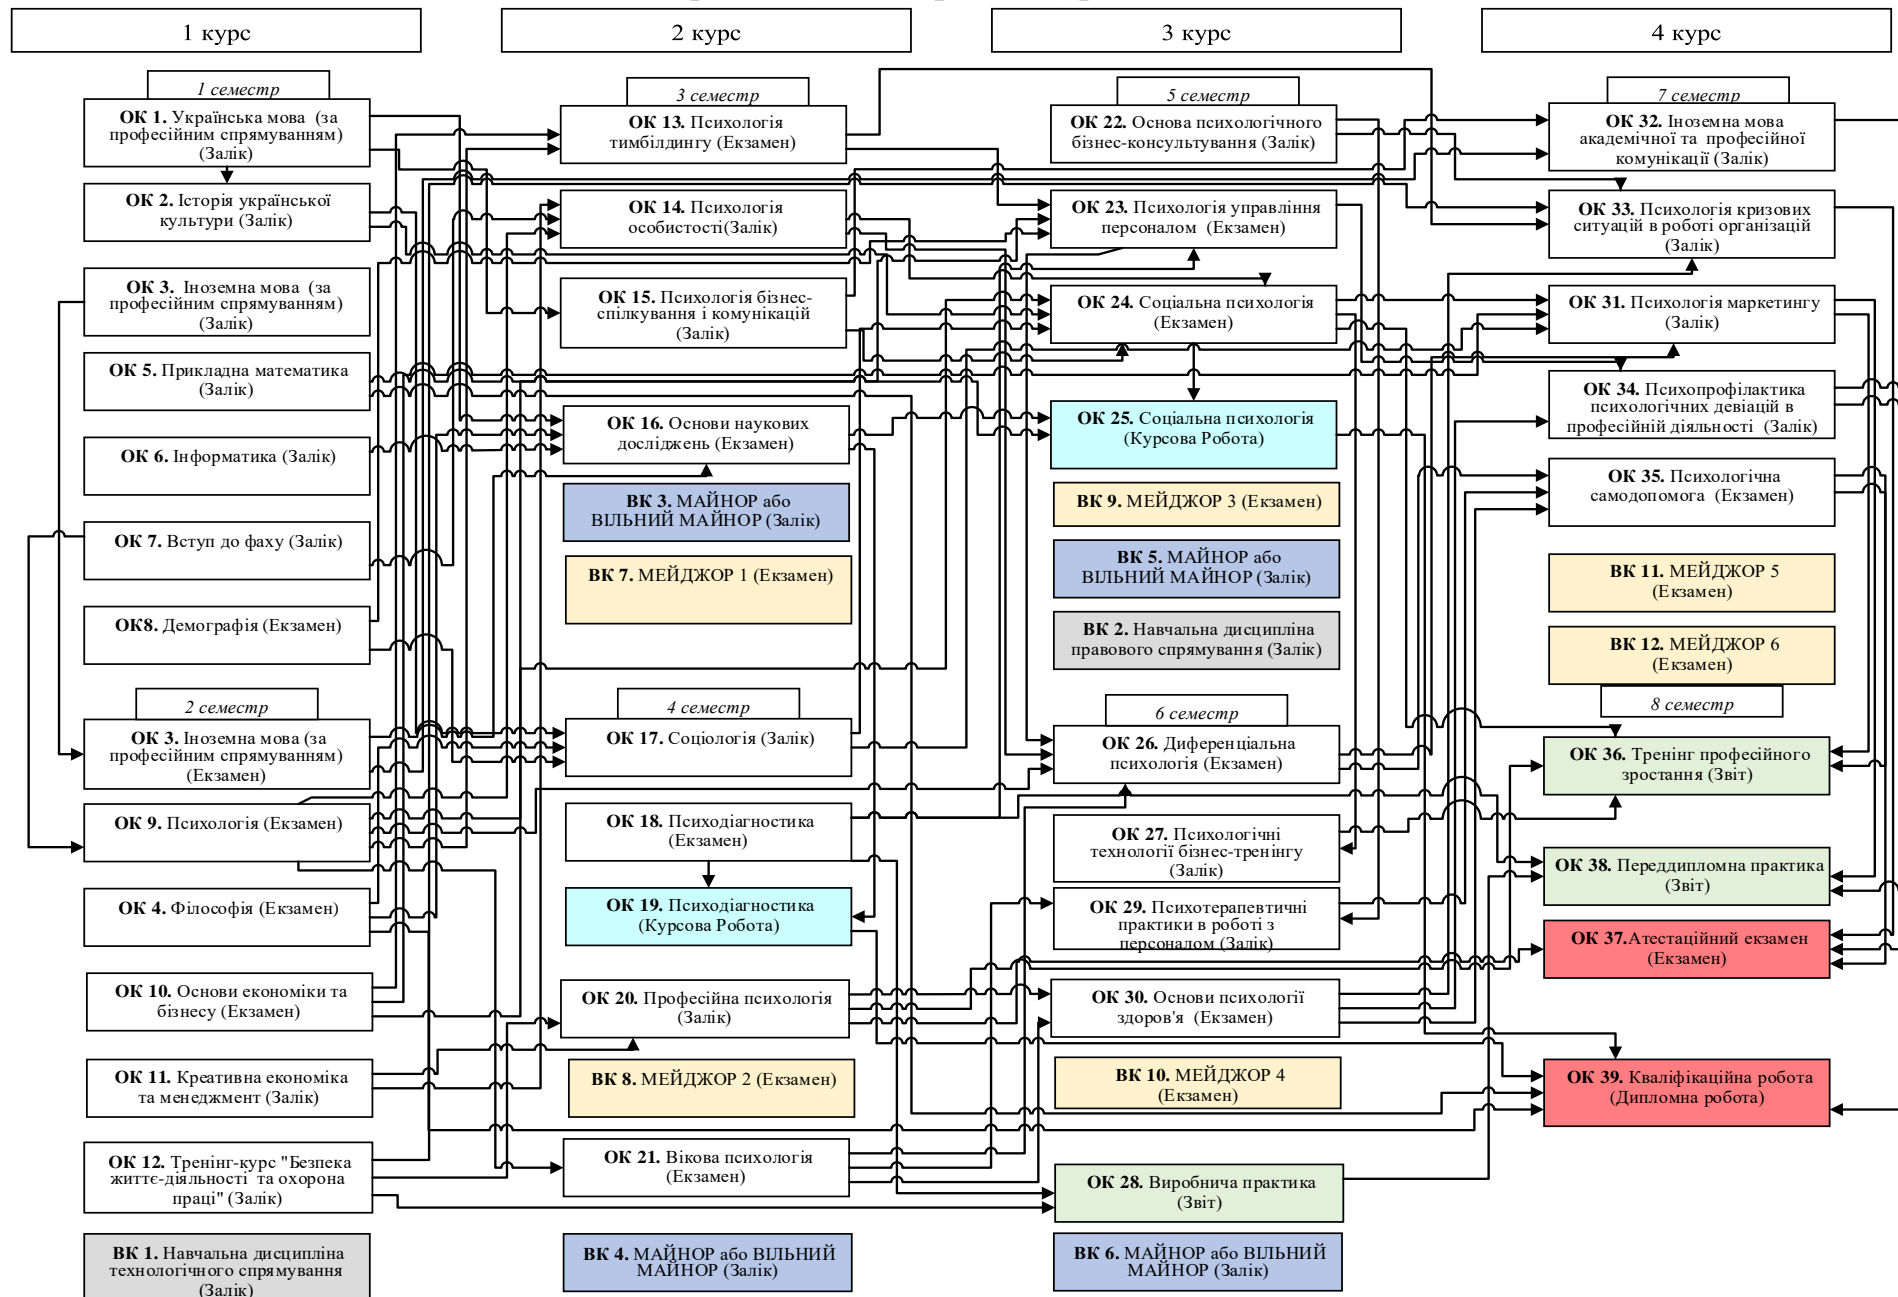 1 курс
2 курс
3 курс
4 курс
1 семестр
ОК 1. Українська мова (за
професійним спрямуванням)
(Залік)
ОК 2. Історія української
культури (Залік)
ОК 3. Іноземна мова (за
професійним спрямуванням)
(Залік)
ОК 5. Прикладна математика
(Залік)
ОК 6. Інформатика (Залік)
ОК 7. Вступ до фаху (Залік)
ОК8. Демографія (Екзамен)
2 семестр
ОК 3. Іноземна мова (за
професійним спрямуванням)
(Екзамен)
ОК 9. Психологія (Екзамен)
ОК 4. Філософія (Екзамен)
ОК 10. Основи економіки та
бізнесу (Екзамен)
ОК 11. Креативна економіка
та менеджмент (Залік)
ОК 12. Тренінг-курс "Безпека
життє-діяльності та охорона
праці" (Залік)
ВК 1. Навчальна дисципліна
технологічного спрямування
(Залік)
3 семестр
ОК 13. Психологія
тимбілдингу (Екзамен)
ОК 14. Психологія
особистості(Залік)
ОК 15. Психологія бізнес-
спілкування і комунікацій
(Залік)
ОК 16. Основи наукових
досліджень (Екзамен)
ВК 3. МАЙНОР або
ВІЛЬНИЙ МАЙНОР (Залік)
ВК 7. МЕЙДЖОР 1 (Екзамен)
4 семестр
ОК 17. Соціологія (Залік)
ОК 18. Психодіагностика
(Екзамен)
ОК 19. Психодіагностика
(Курсова Робота)
ОК 20. Професійна психологія
(Залік)
ВК 8. МЕЙДЖОР 2 (Екзамен)
ОК 21. Вікова психологія
(Екзамен)
ВК 4. МАЙНОР або ВІЛЬНИЙ
МАЙНОР (Залік)
5 семестр
ОК 22. Основа психологічного
бізнес-консультування (Залік)
ОК 23. Психологія управління
персоналом (Екзамен)
ОК 24. Соціальна психологія
(Екзамен)
ОК 25. Соціальна психологія
(Курсова Робота)
ВК 9. МЕЙДЖОР 3 (Екзамен)
ВК 5. МАЙНОР або
ВІЛЬНИЙ МАЙНОР (Залік)
ВК 2. Навчальна дисципліна
правового спрямування (Залік)
6 семестр
ОК 26. Диференціальна
психологія (Екзамен)
ОК 27. Психологічні
технології бізнес-тренінгу
(Залік)
ОК 29. Психотерапевтичні
практики в роботі з
персоналом (Залік)
ОК 30. Основи психології
здоров'я (Екзамен)
ВК 10. МЕЙДЖОР 4
(Екзамен)
ОК 28. Виробнича практика
(Звіт)
ВК 6. МАЙНОР або ВІЛЬНИЙ
МАЙНОР (Залік)
7 семестр
ОК 32. Іноземна мова
академічної та професійної
комунікації (Залік)
ОК 33. Психологія кризових
ситуацій в роботі організацій
(Залік)
ОК 31. Психологія маркетингу
(Залік)
ОК 34. Психопрофілактика
психологічних девіацій в
професійній діяльності (Залік)
ОК 35. Психологічна
самодопомога (Екзамен)
ВК 11. МЕЙДЖОР 5
(Екзамен)
ВК 12. МЕЙДЖОР 6
(Екзамен)
8 семестр
ОК 36. Тренінг професійного
зростання (Звіт)
ОК 38. Переддипломна практика
(Звіт)
ОК 37.Атестаційний екзамен
(Екзамен)
ОК 39. Кваліфікаційна робота
(Дипломна робота)